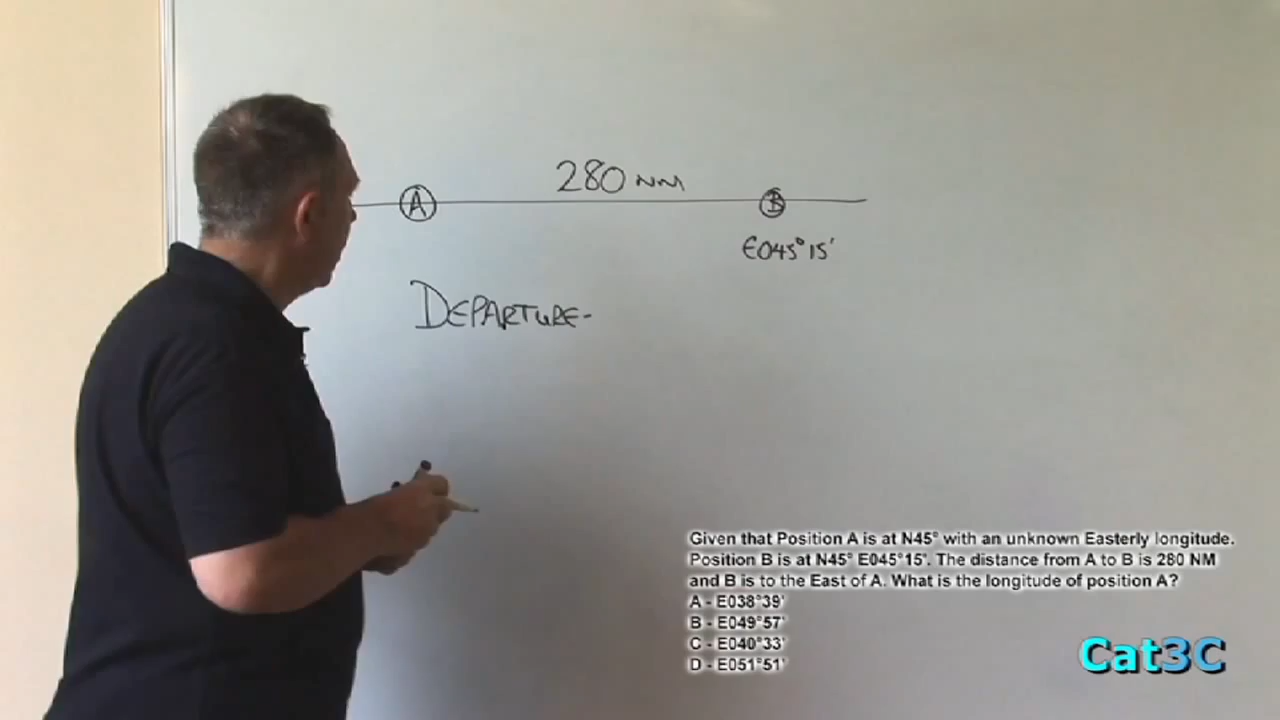 280 NM
A
B
E045°15'
DEPARTURE-
Given that Position A is at N45° with an unknown Easterly longitude.
Position B is at N45° E045°15'. The distance from A to B is 280 NM
and B is to the East of A. What is the longitude of position A?
A - E038°39'
B - E049°57'
C - E040°33'
D - E051°51'
Cat3C